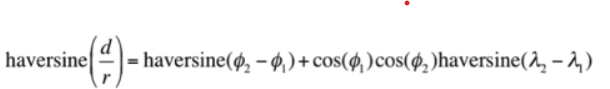 haversine(d/r) = haversine(ϕ₂ − ϕ₁) + cos(ϕ₁)cos(ϕ₂)haversine(λ₂ − λ₁)